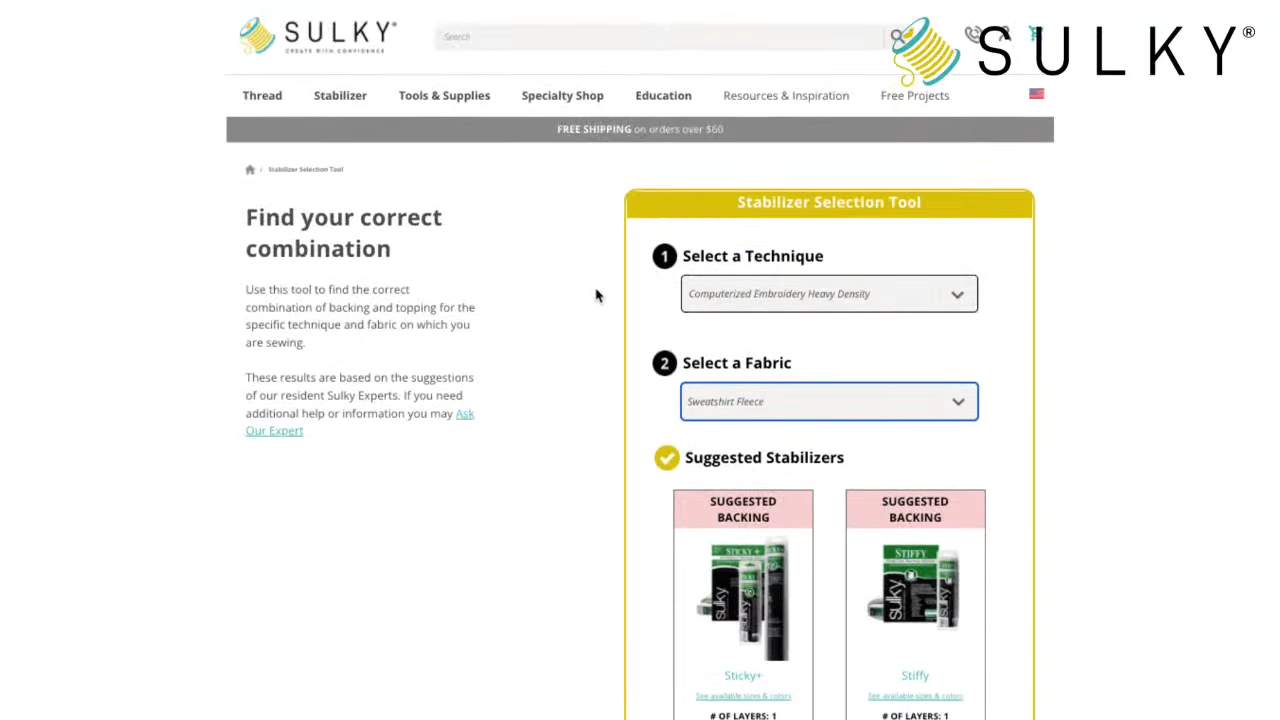 SULKY®
CREATE WITH CONFIDENCE
Search
SULKY®
Thread
Stabilizer
Tools & Supplies
Specialty Shop
Education
Resources & Inspiration
Free Projects
FREE SHIPPING on orders over $60
/ Stabilizer Selection Tool
Find your correct
combination
Use this tool to find the correct
combination of backing and topping for the
specific technique and fabric on which you
are sewing.
These results are based on the suggestions
of our resident Sulky Experts. If you need
additional help or information you may Ask
Our Expert
Stabilizer Selection Tool
1 Select a Technique
Computerized Embroidery Heavy Density
2 Select a Fabric
Sweatshirt Fleece
Suggested Stabilizers
SUGGESTED
BACKING
STICKY +
sulky
Sticky+
See available sizes & colors
# OF LAYERS: 1
SUGGESTED
BACKING
STIFFY
sulky
Stiffy
See available sizes & colors
# OF LAYERS: 1